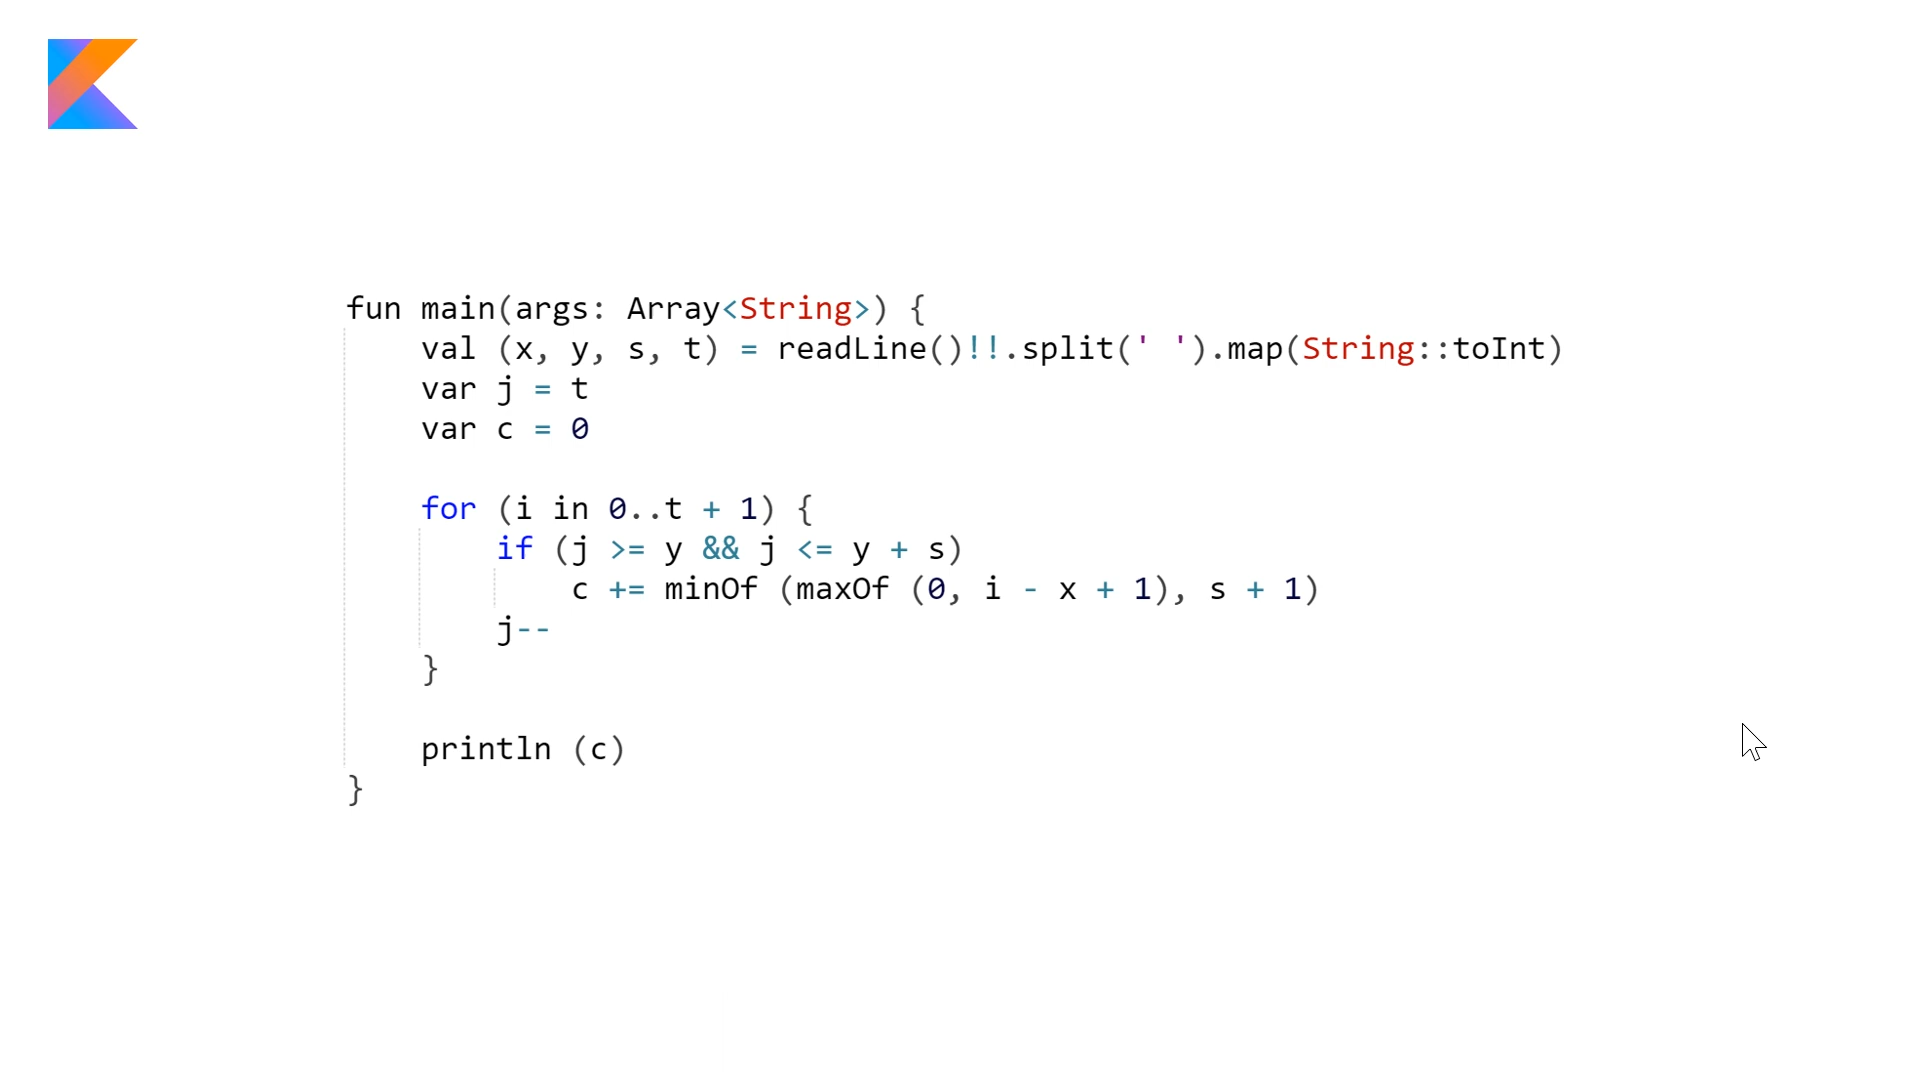 fun main(args: Array<String>) {
    val (x, y, s, t) = readLine()!!.split(' ').map(String::toInt)
    var j = t
    var c = 0

    for (i in 0..t + 1) {
        if (j >= y && j <= y + s)
            c += minOf (maxOf (0, i - x + 1), s + 1)
        j--
    }

    println (c)
}